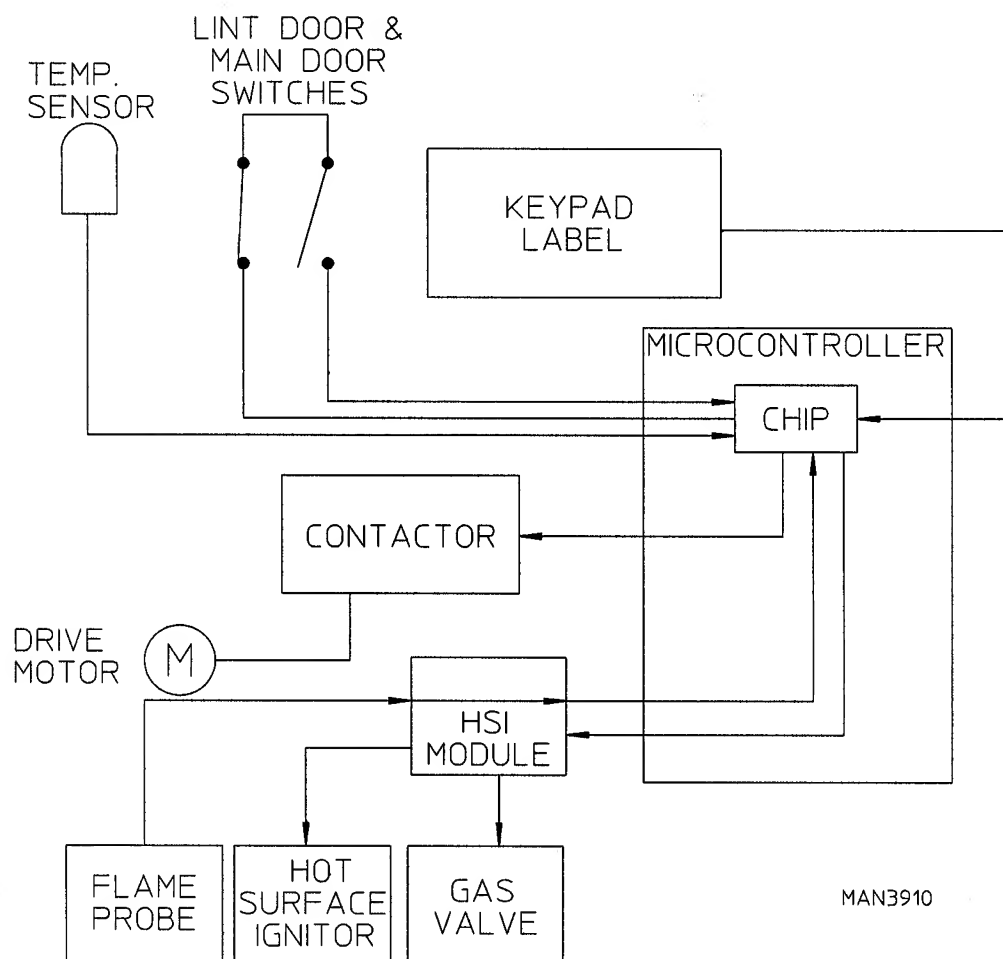 LINT DOOR &
MAIN DOOR
SWITCHES
TEMP.
SENSOR
KEYPAD
LABEL
MICROCONTROLLER
CHIP
CONTACTOR
DRIVE
MOTOR
M
HSI
MODULE
FLAME
PROBE
HOT
SURFACE
IGNITOR
GAS
VALVE
MAN3910